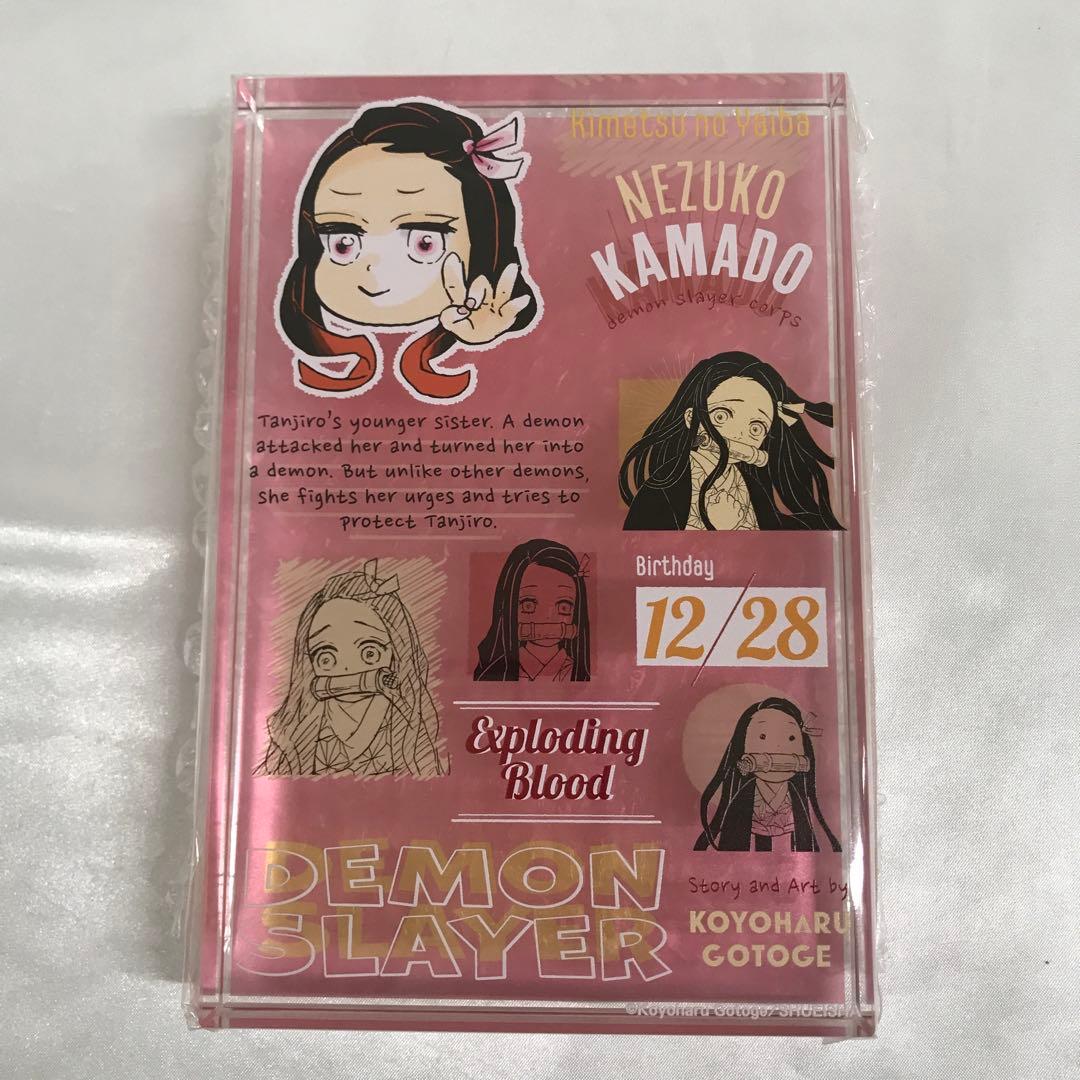 Kimetsu no Yaiba
NEZUKO
KAMADO
demon slayer corps
Tanjiro's younger sister. A demon
attacked her and turned her into
a demon. But unlike other demons,
she fights her urges and tries to
protect Tanjiro.
Birthday
12/28
Exploding
Blood
DEMON
SLAYER
Story and Art by
KOYOHARU
GOTOGE
©Koyoharu Gotoge/SHUEISHA